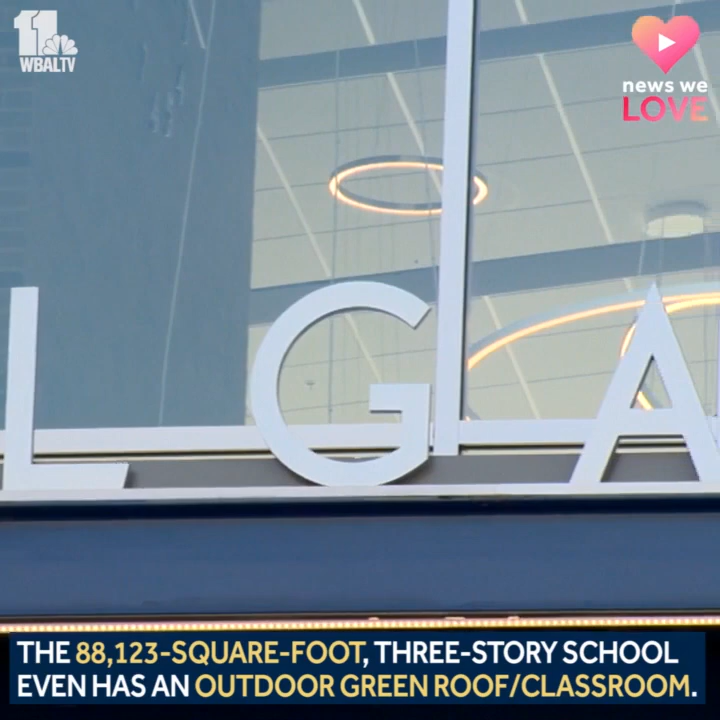 11
WBALTV
news we
LOVE
L GA
THE 88,123-SQUARE-FOOT, THREE-STORY SCHOOL
EVEN HAS AN OUTDOOR GREEN ROOF/CLASSROOM.